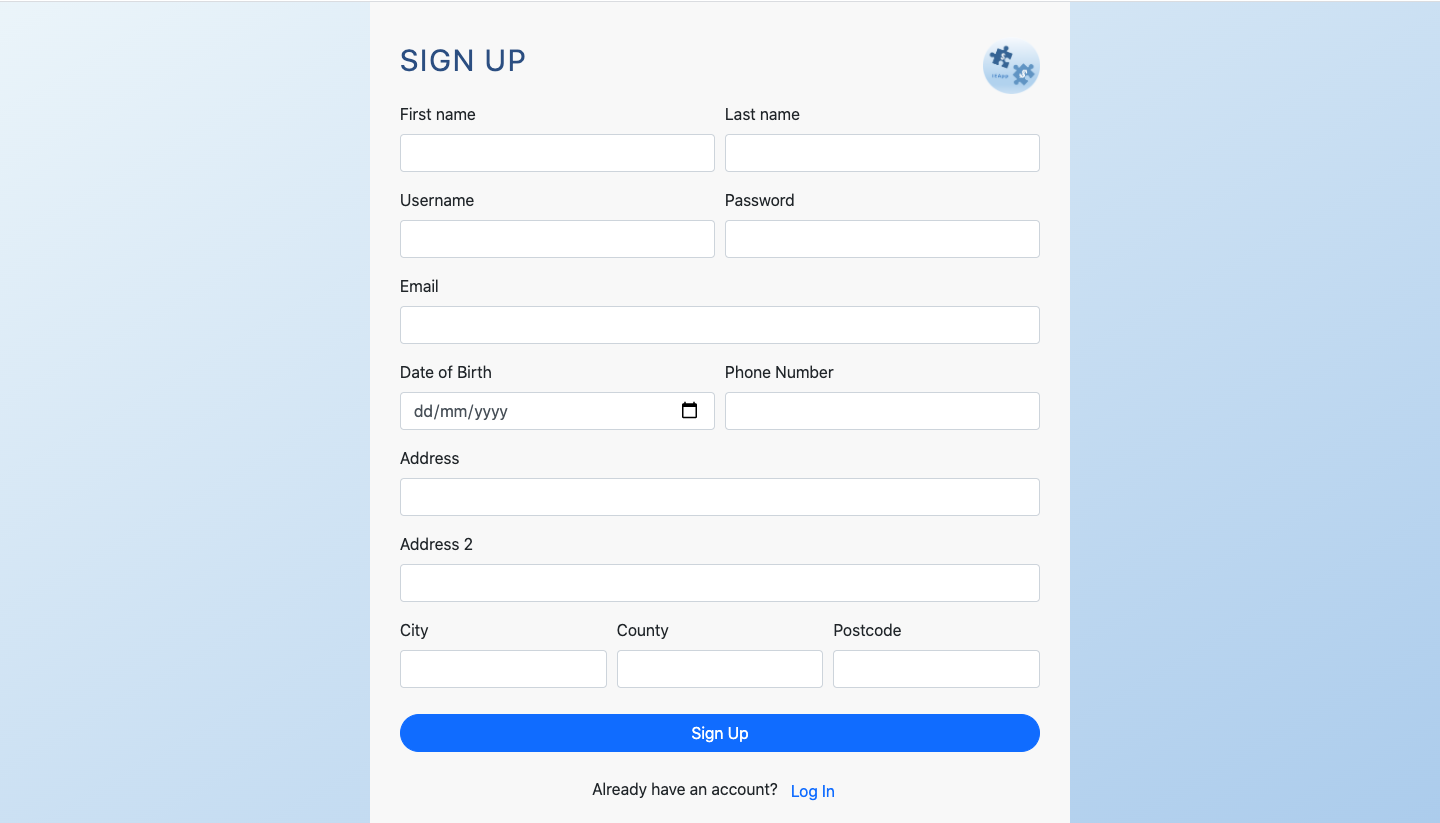 SIGN UP
First name Last name
Username Password
Email
Date of Birth Phone Number
dd/mm/yyyy
Address
Address 2
City County Postcode
Sign Up
Already have an account? Log In